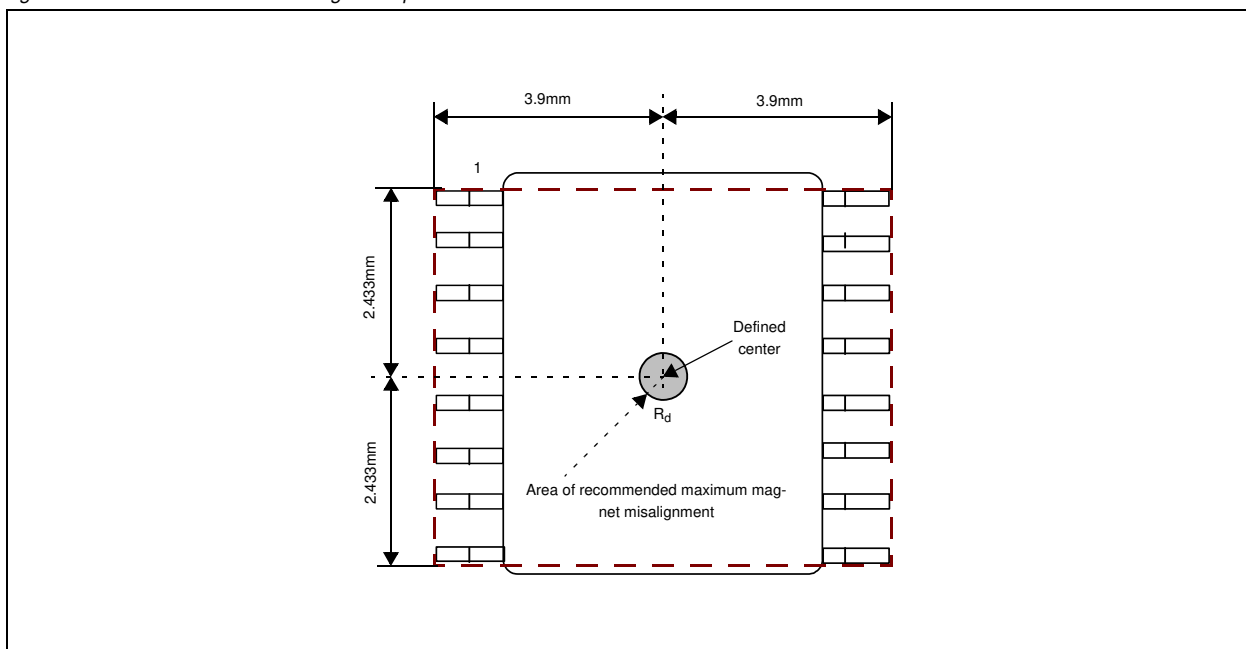 3.9mm
3.9mm
1
2.433mm
Defined
center
R_d
2.433mm
Area of recommended maximum mag-
net misalignment